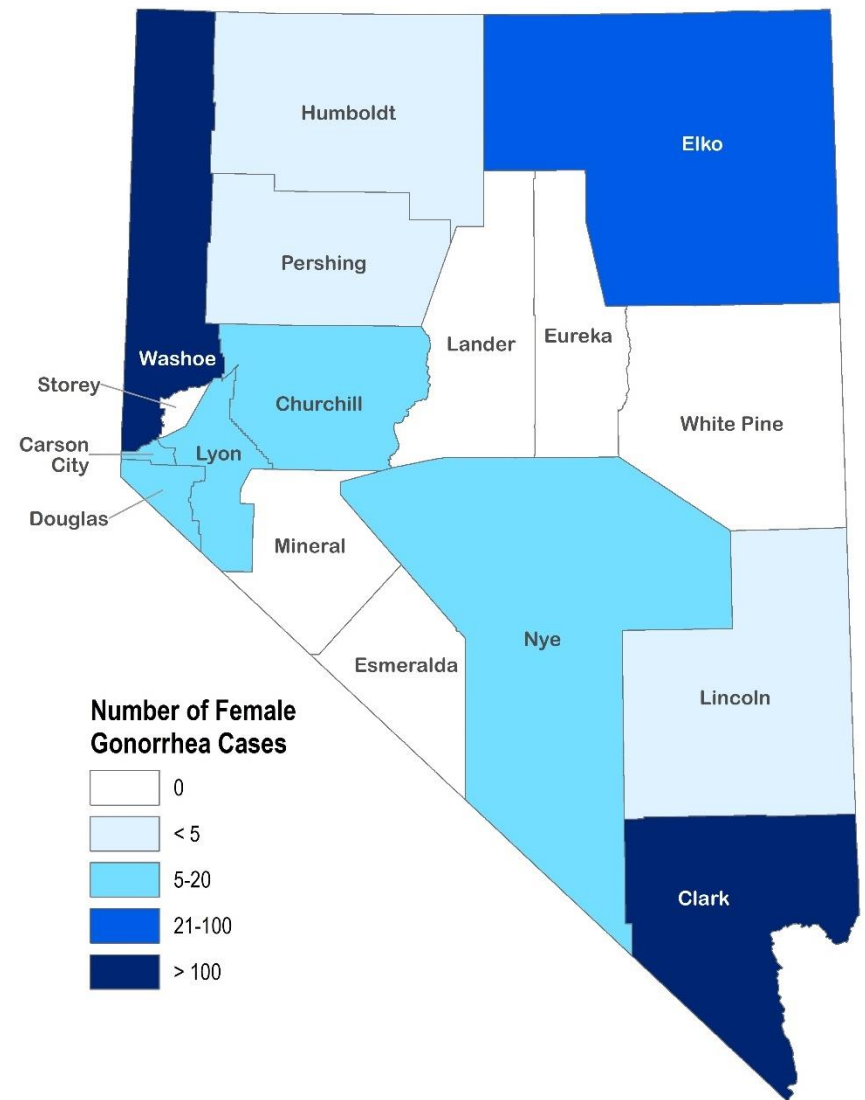 Humboldt
Elko
Pershing
Lander
Eureka
Washoe
Storey
Churchill
White Pine
Carson
City
Lyon
Douglas
Mineral
Nye
Esmeralda
Lincoln
Clark
Number of Female
Gonorrhea Cases
0
< 5
5-20
21-100
> 100